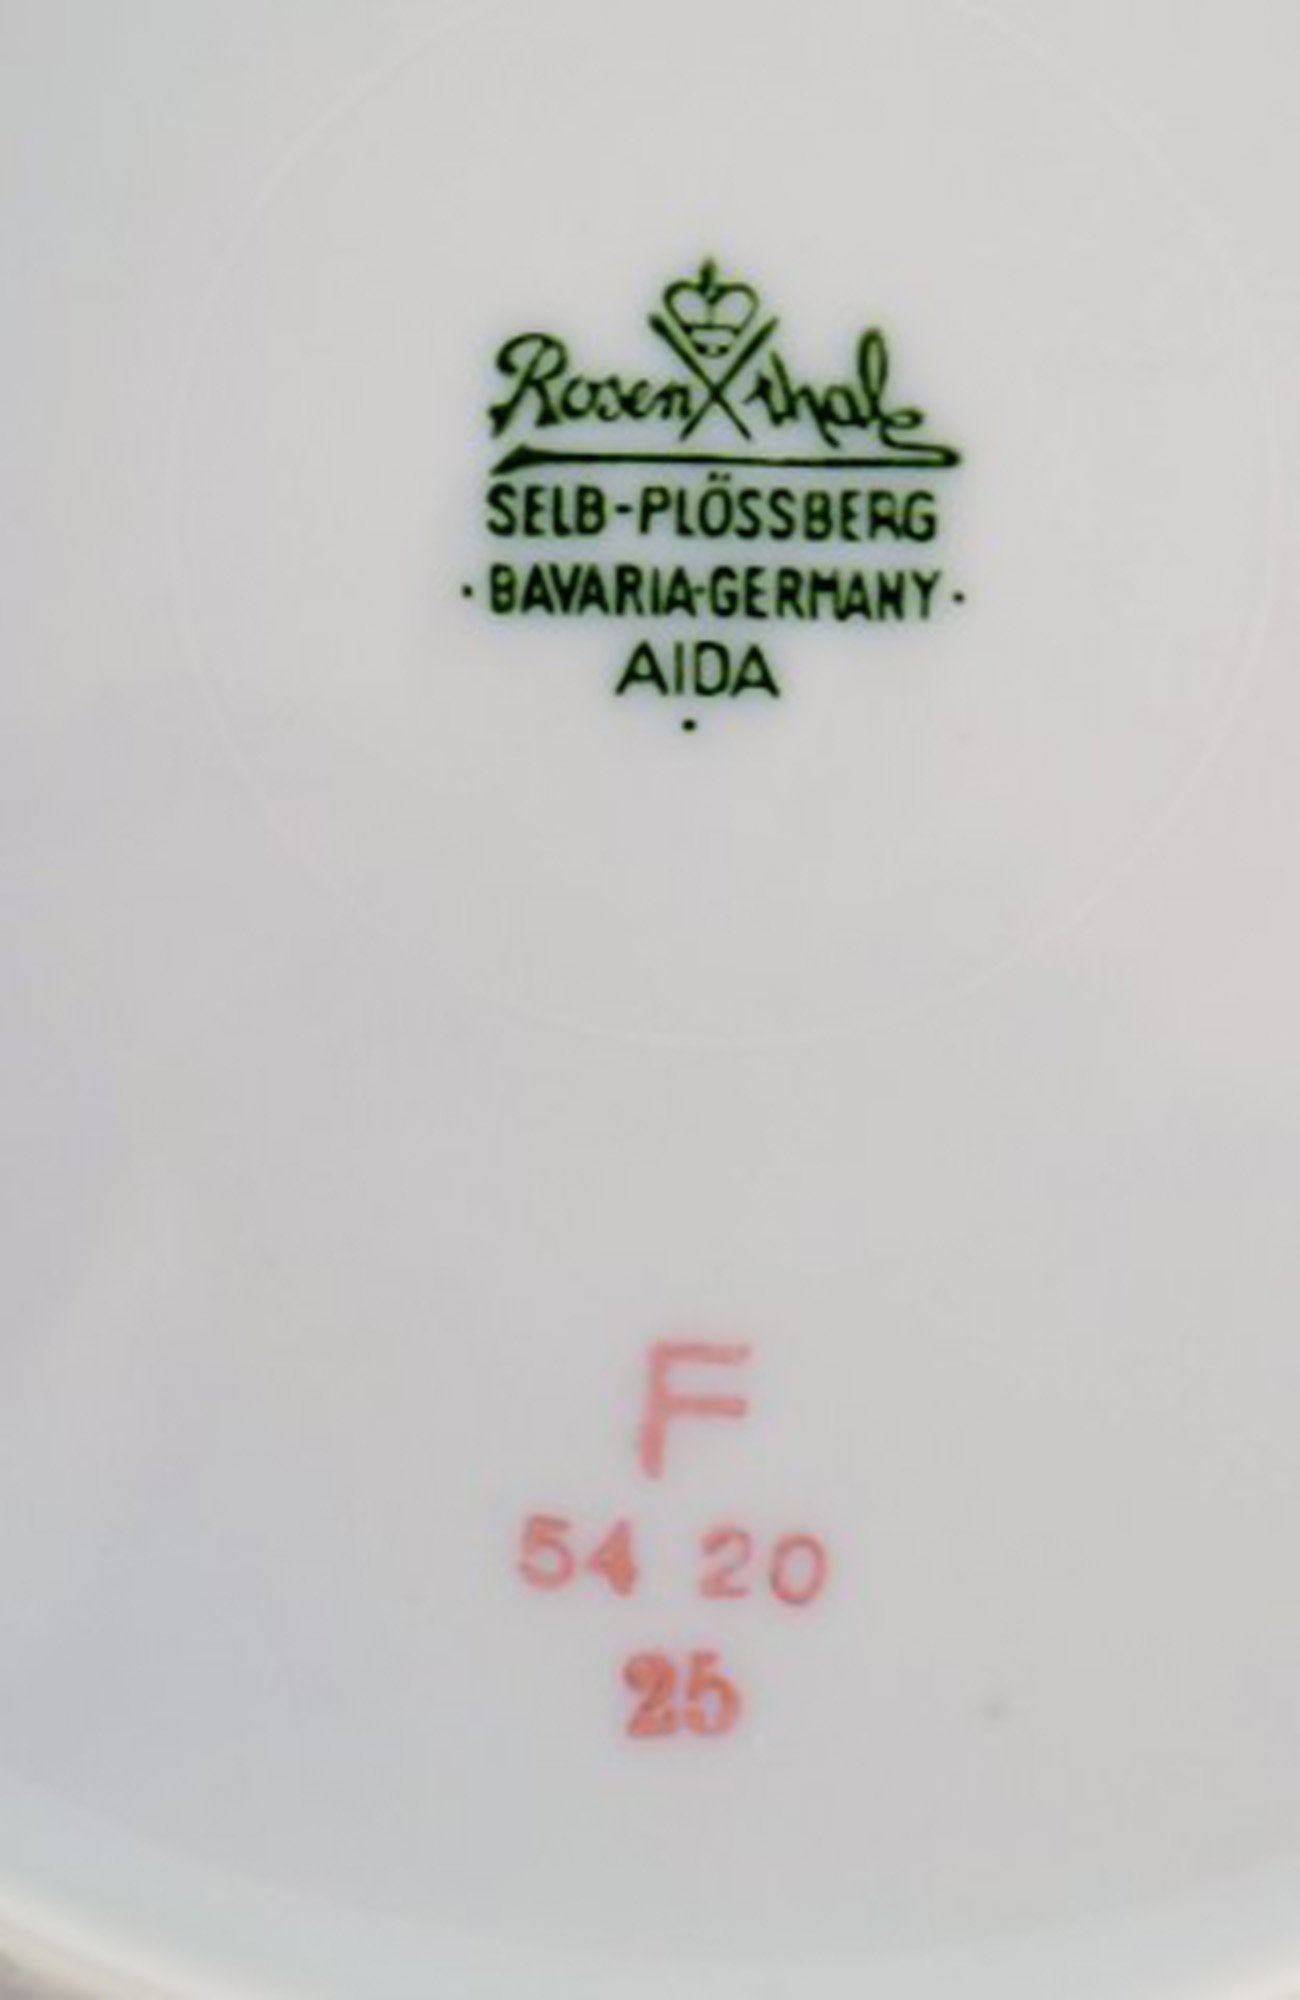 Rosenthal
SELB-PLÖSSBERG
·BAVARIA-GERMANY·
AIDA
.
F
54 20
25